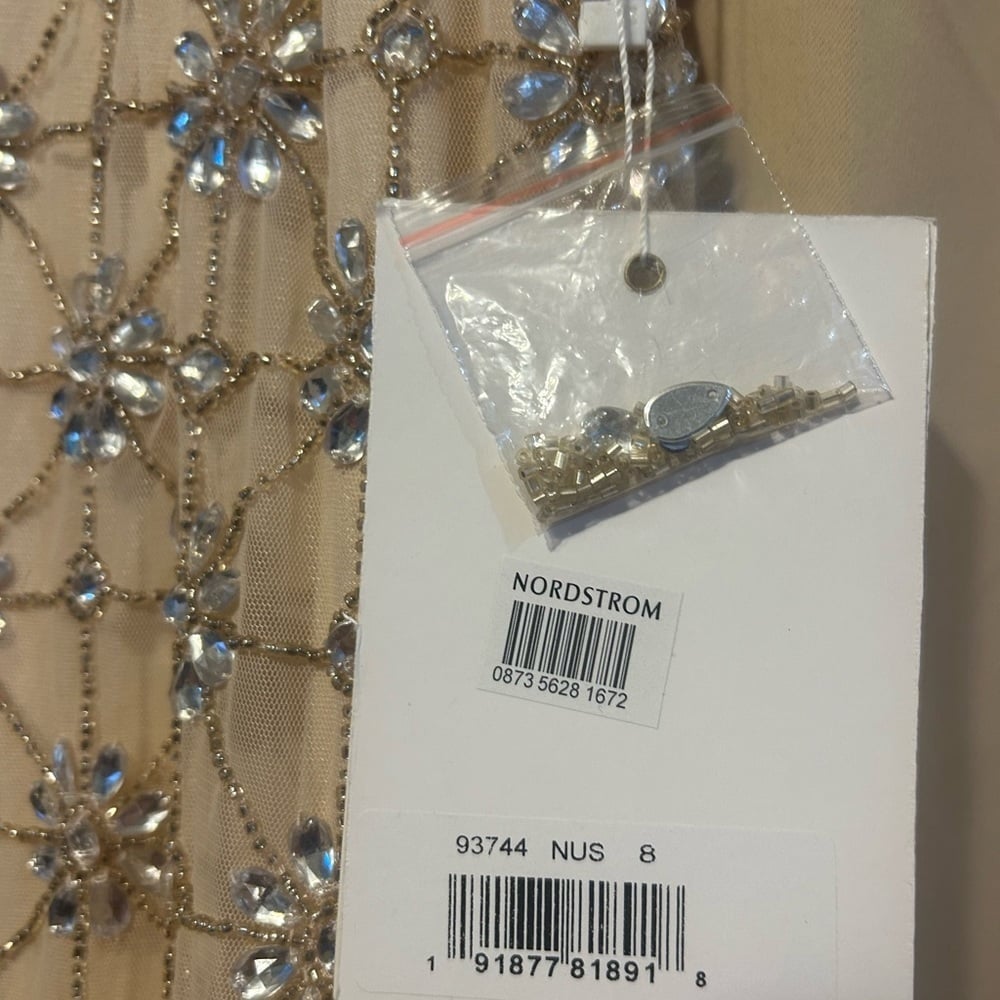 NORDSTROM
0873 5628 1672
93744 NUS 8
1 91877 81891 8